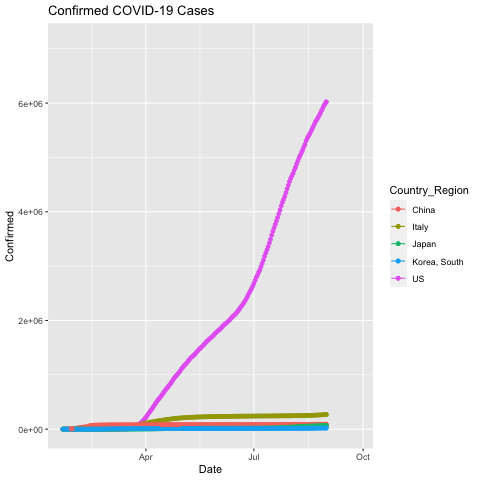 Confirmed COVID-19 Cases
6e+06
4e+06
2e+06
0e+00
Confirmed
Apr
Jul
Oct
Date
Country_Region
China
Italy
Japan
Korea, South
US